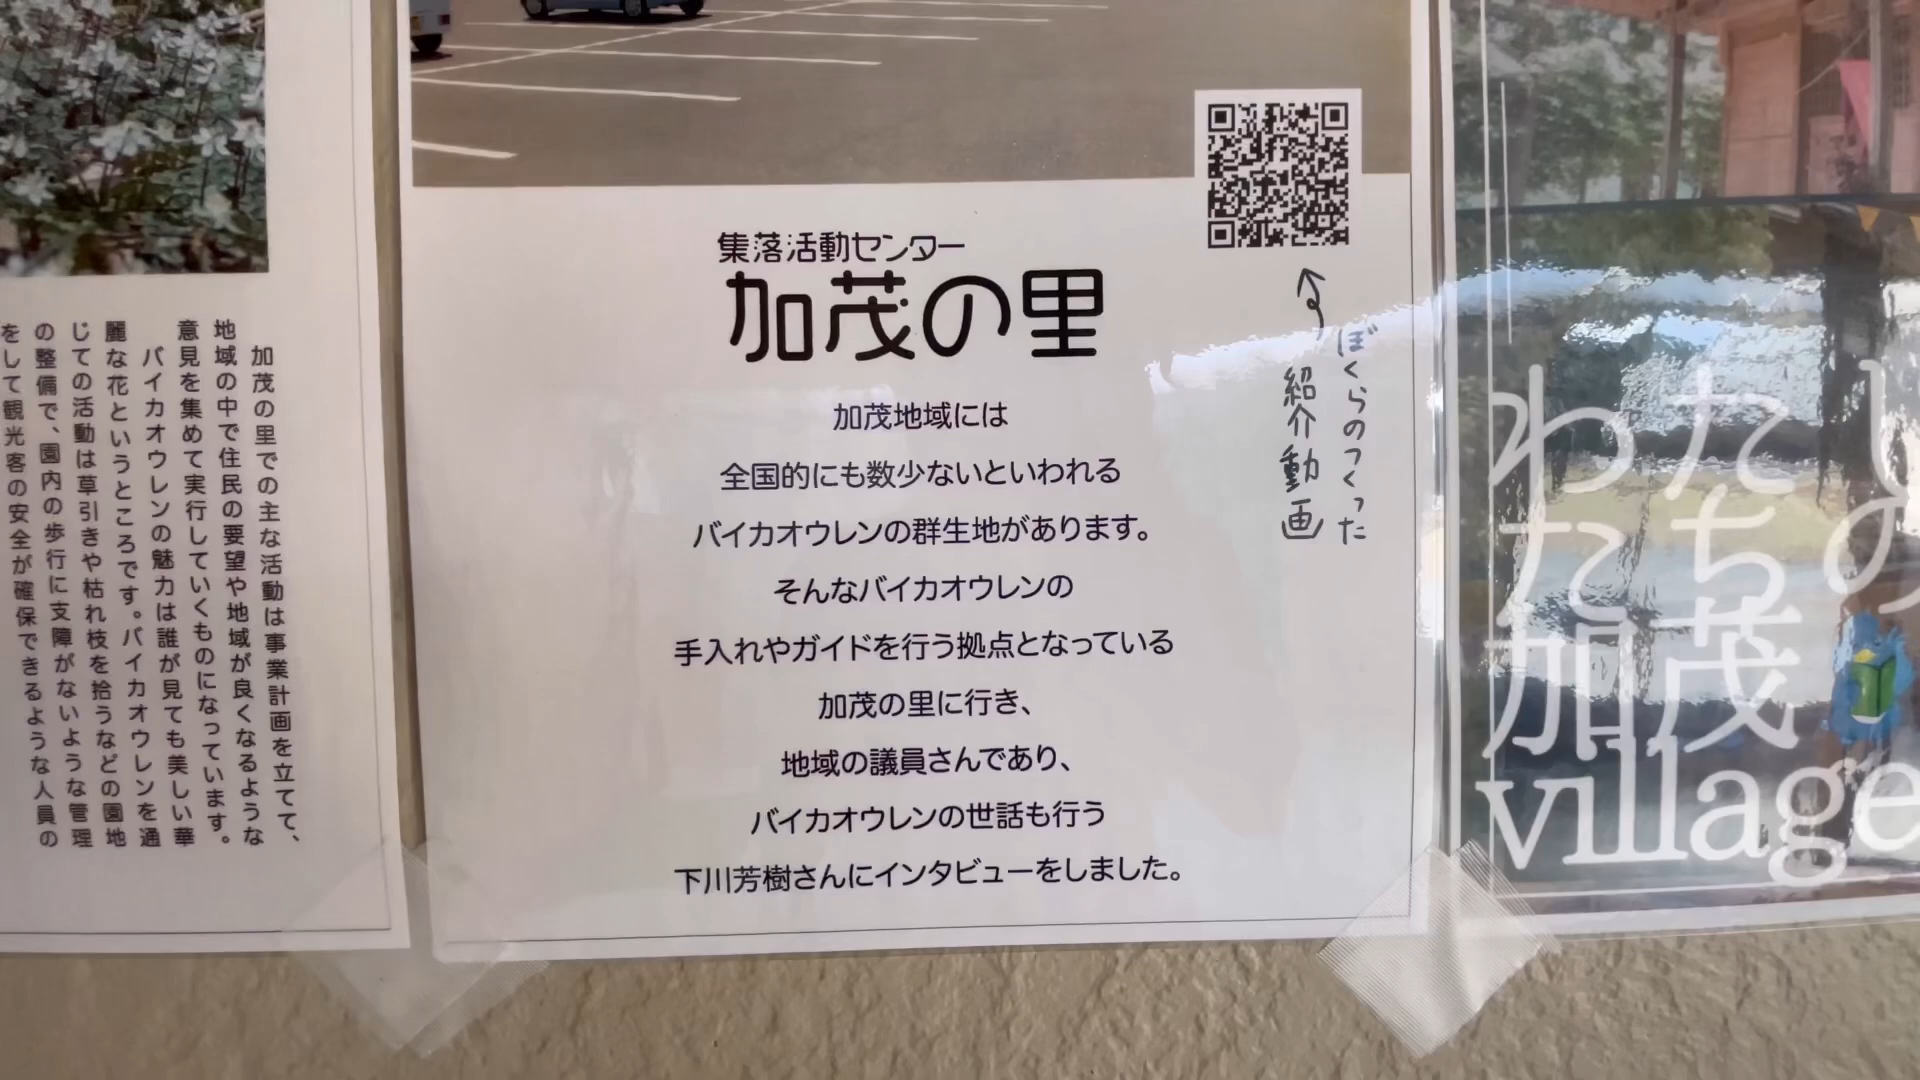 集落活動センター
加茂の里
加茂地域には
全国的にも数少ないといわれる
バイカオウレンの群生地があります。
そんなバイカオウレンの
手入れやガイドを行う拠点となっている
加茂の里に行き、
地域の議員さんであり、
バイカオウレンの世話も行う
下川芳樹さんにインタビューをしました。
ぼくらのつくった
紹介動画
加茂の里での主な活動は事業計画を立てて、
地域の中で住民の要望や地域が良くなるような
意見を集めて実行していくものになっています。
バイカオウレンの魅力は誰が見ても美しい華
麗な花というところです。バイカオウレンを通
じての活動は草引きや枯れ枝を拾うなどの園地
の整備で、園内の歩行に支障がないような管理
をして観光客の安全が確保できるような人員の
わたし
たちの
加茂
village